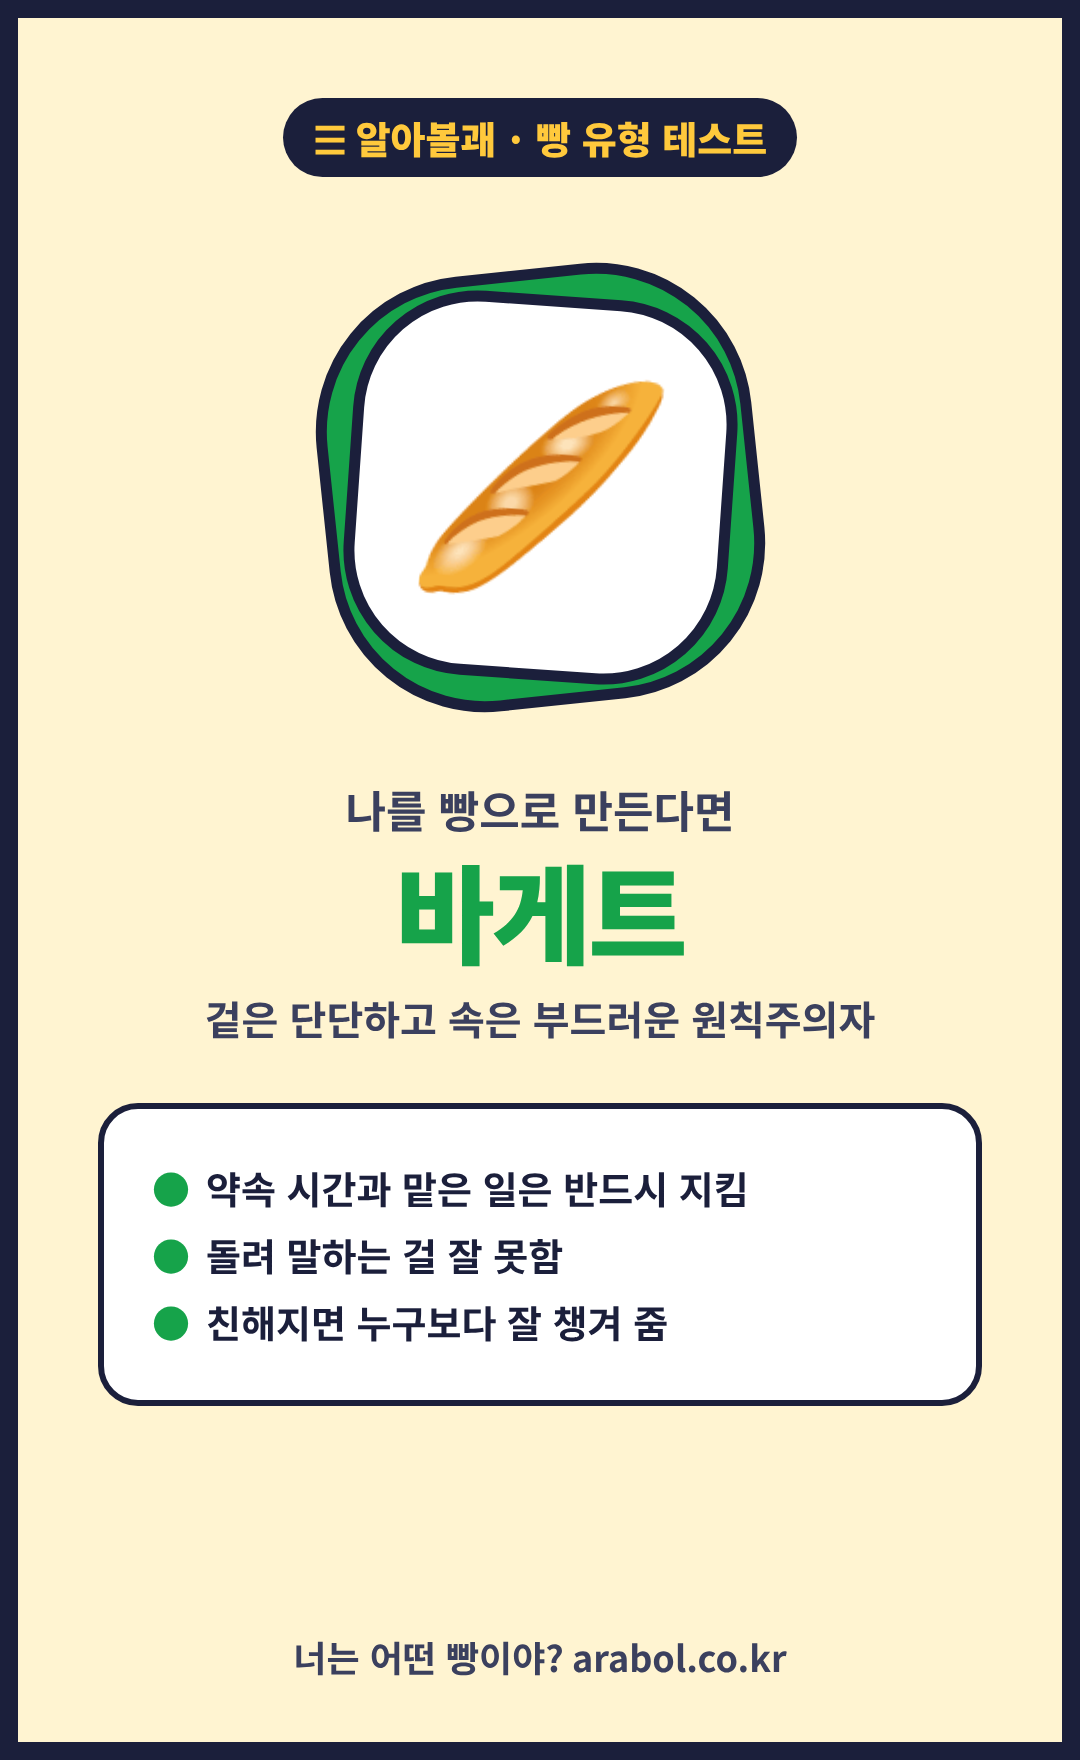 ☰ 알아볼괘 · 빵 유형 테스트
나를 빵으로 만든다면
바게트
겉은 단단하고 속은 부드러운 원칙주의자
약속 시간과 맡은 일은 반드시 지킴
돌려 말하는 걸 잘 못함
친해지면 누구보다 잘 챙겨 줌
너는 어떤 빵이야? arabol.co.kr